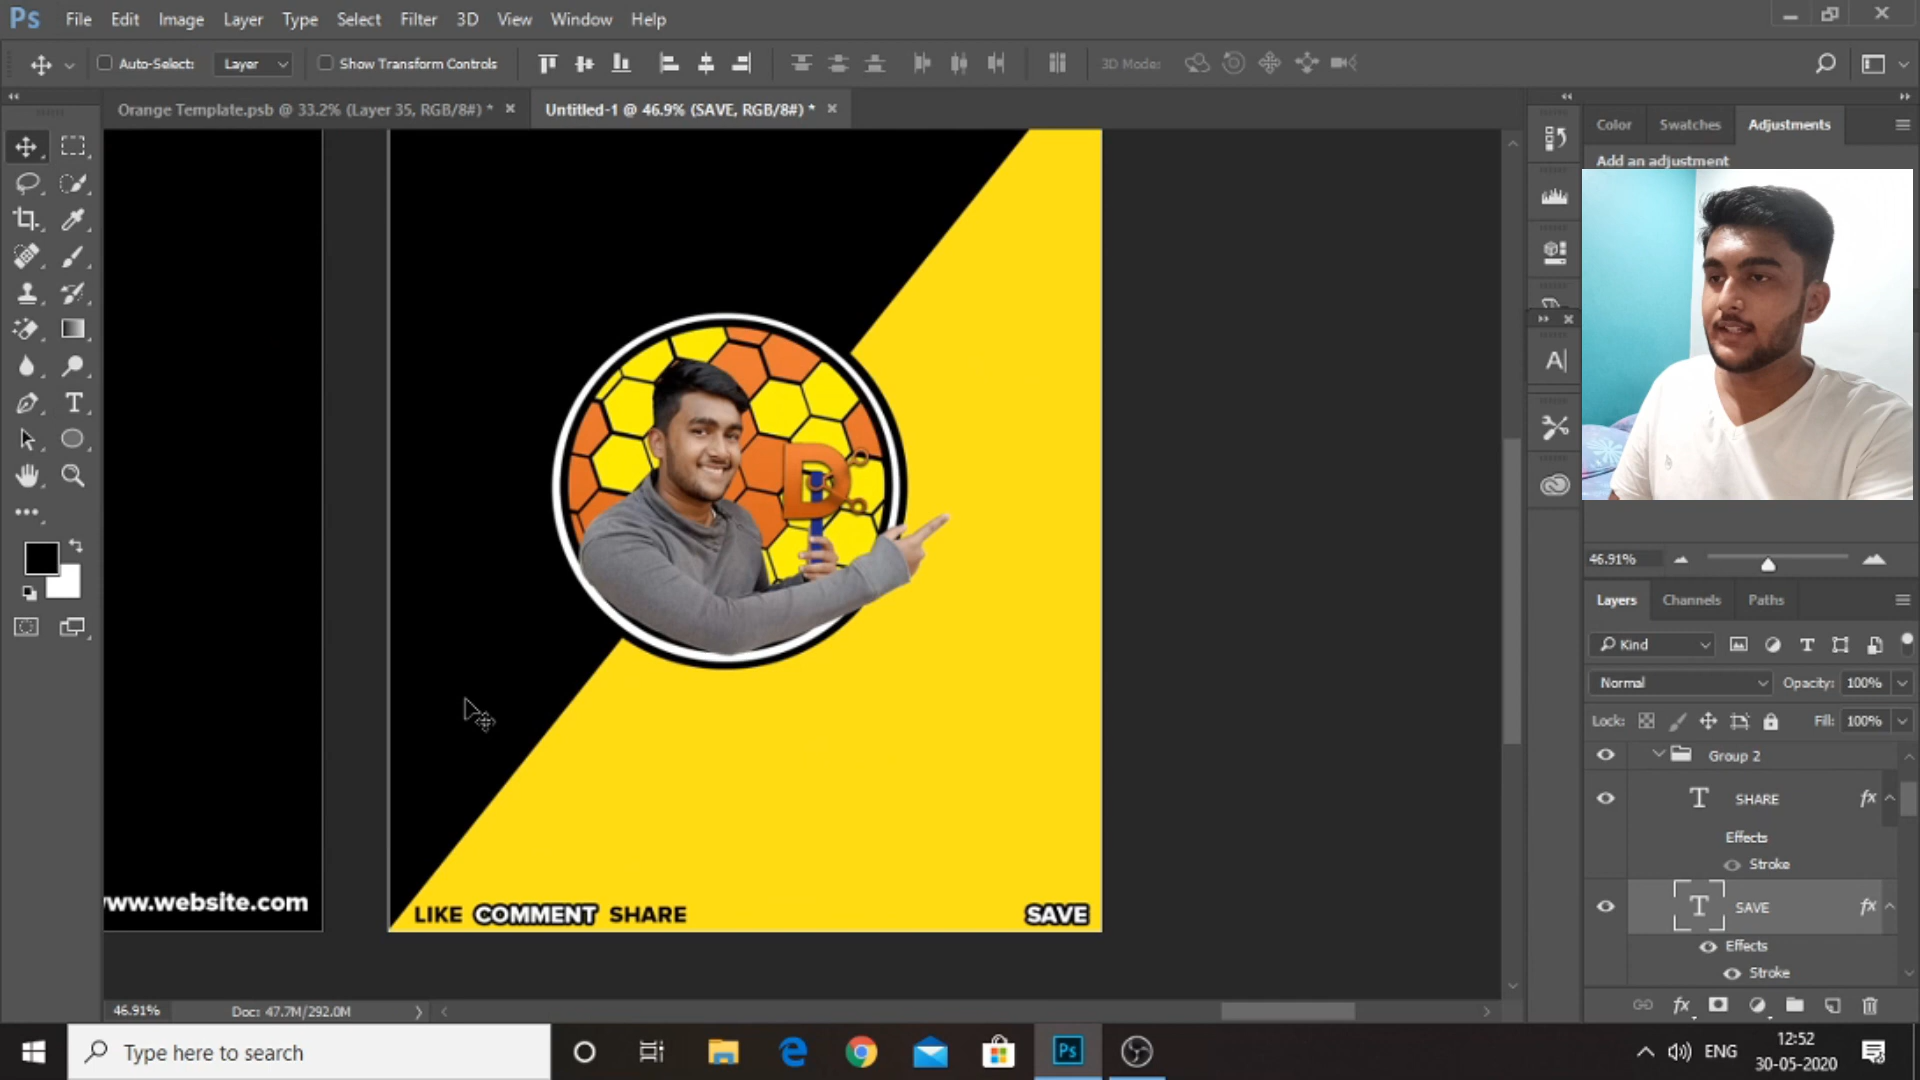 Ps File Edit Image Layer Type Select Filter 3D View Window Help
Auto-Select: Layer Show Transform Controls 3D Mode:
Orange Template.psb @ 33.2% (Layer 35, RGB/8#) * Untitled-1 @ 46.9% (SAVE, RGB/8#) *
Color Swatches Adjustments
Add an adjustment
A|
D
46.91%
Layers Channels Paths
Kind
Normal Opacity: 100%
Lock: Fill: 100%
Group 2
T SHARE fx
Effects
Stroke
T SAVE fx
Effects
Stroke
www.website.com
LIKE COMMENT SHARE SAVE
46.91% Doc: 47.7M/292.0M
Type here to search
Ps
ENG
12:52
30-05-2020